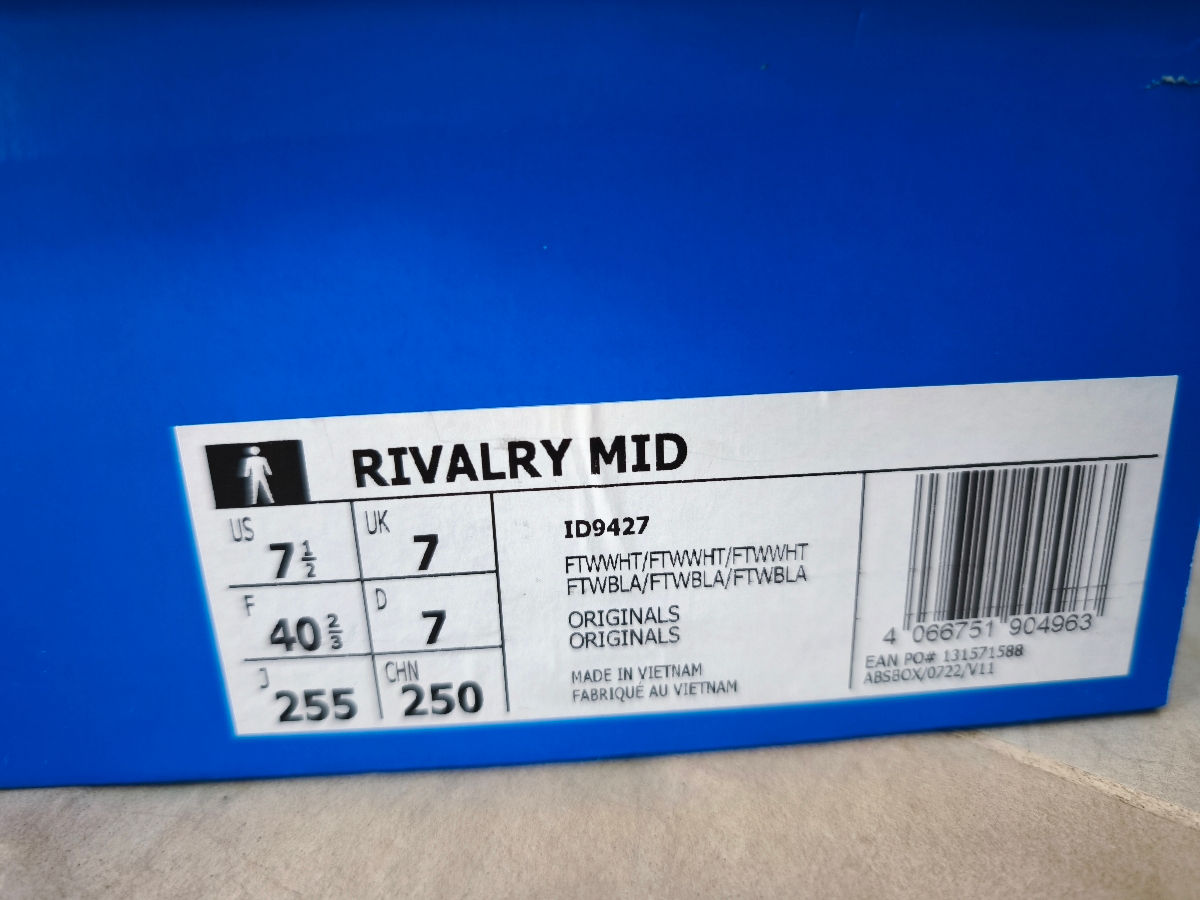 RIVALRY MID
US 7 1/2
UK 7
F 40 2/3
D 7
J 255
CHN 250
ID9427
FTWWHT/FTWWHT/FTWWHT
FTWBLA/FTWBLA/FTWBLA
ORIGINALS
ORIGINALS
MADE IN VIETNAM
FABRIQUÉ AU VIETNAM
4 066751 904963
EAN PO# 131571588
ABSBOX/0722/V11